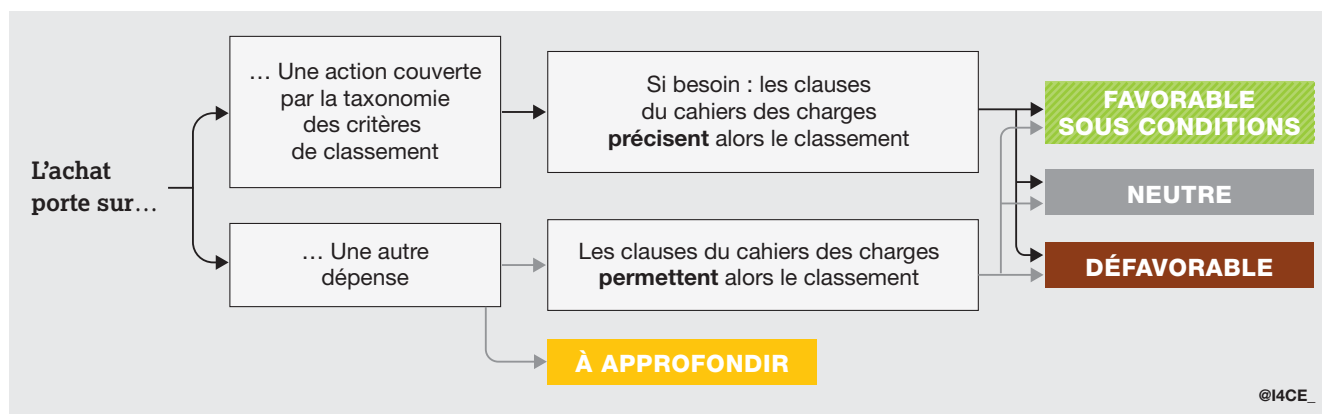 L'achat
porte sur…
… Une action couverte
par la taxonomie
des critères
de classement
Si besoin : les clauses
du cahiers des charges
précisent alors le classement
FAVORABLE
SOUS CONDITIONS
NEUTRE
DÉFAVORABLE
… Une autre
dépense
Les clauses du cahiers des charges
permettent alors le classement
À APPROFONDIR
@I4CE_